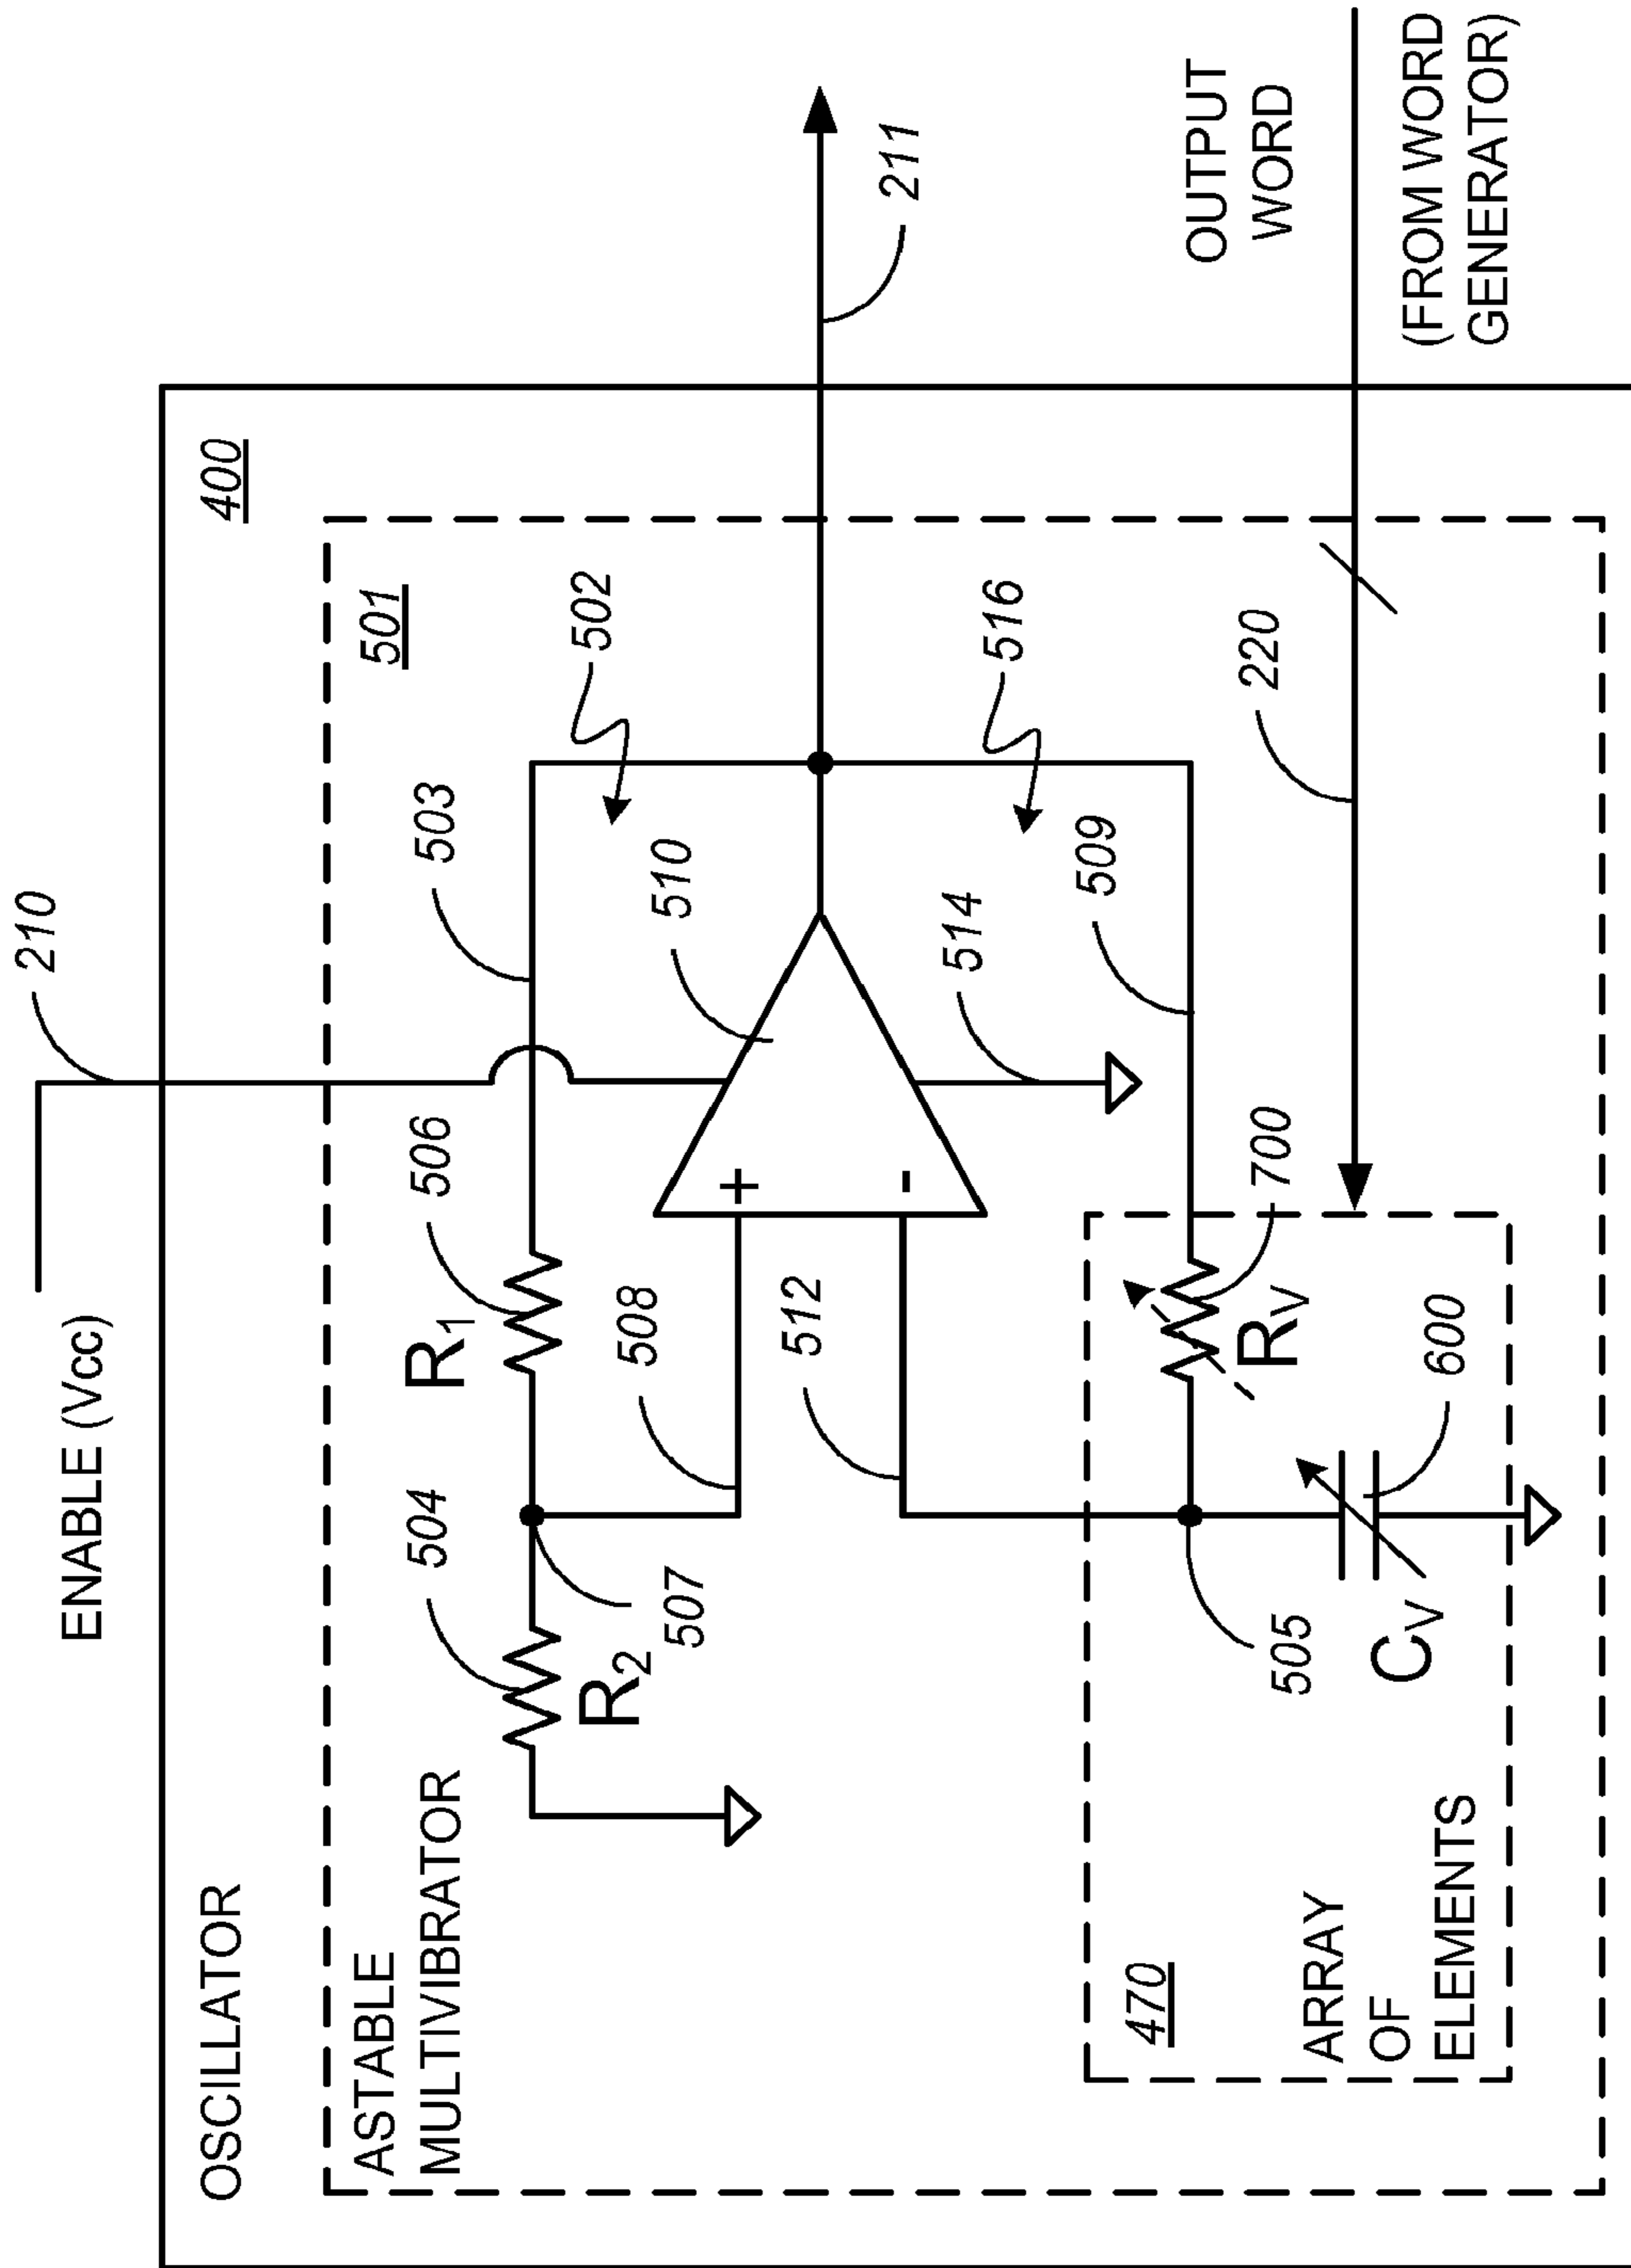 ENABLE (Vcc)
210
OSCILLATOR
400
ASTABLE
MULTIVIBRATOR
501
503
502
504
R2
507
506
R1
508
510
512
514
516
509
211
470
ARRAY
OF
ELEMENTS
505
CV
600
RV
700
220
OUTPUT
WORD
(FROM WORD
GENERATOR)
+
-